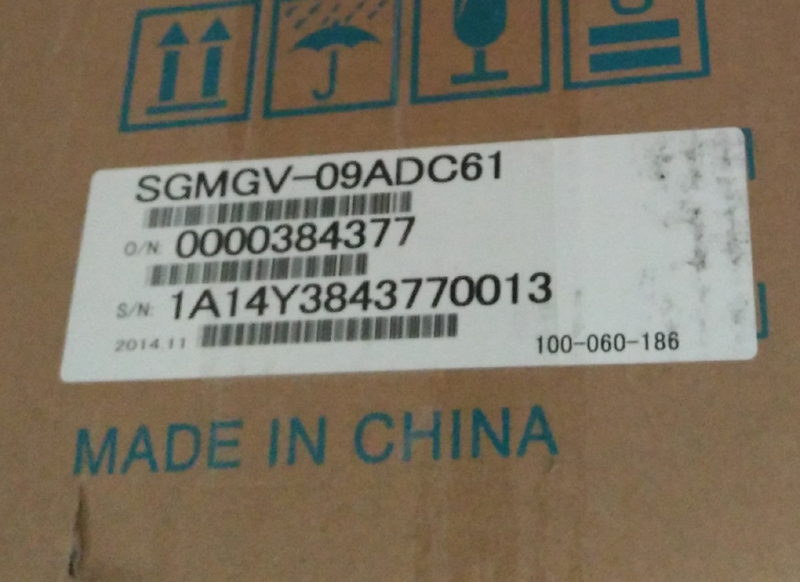 SGMGV-09ADC61
O/N: 0000384377
S/N: 1A14Y3843770013
2014.11
100-060-186
MADE IN CHINA